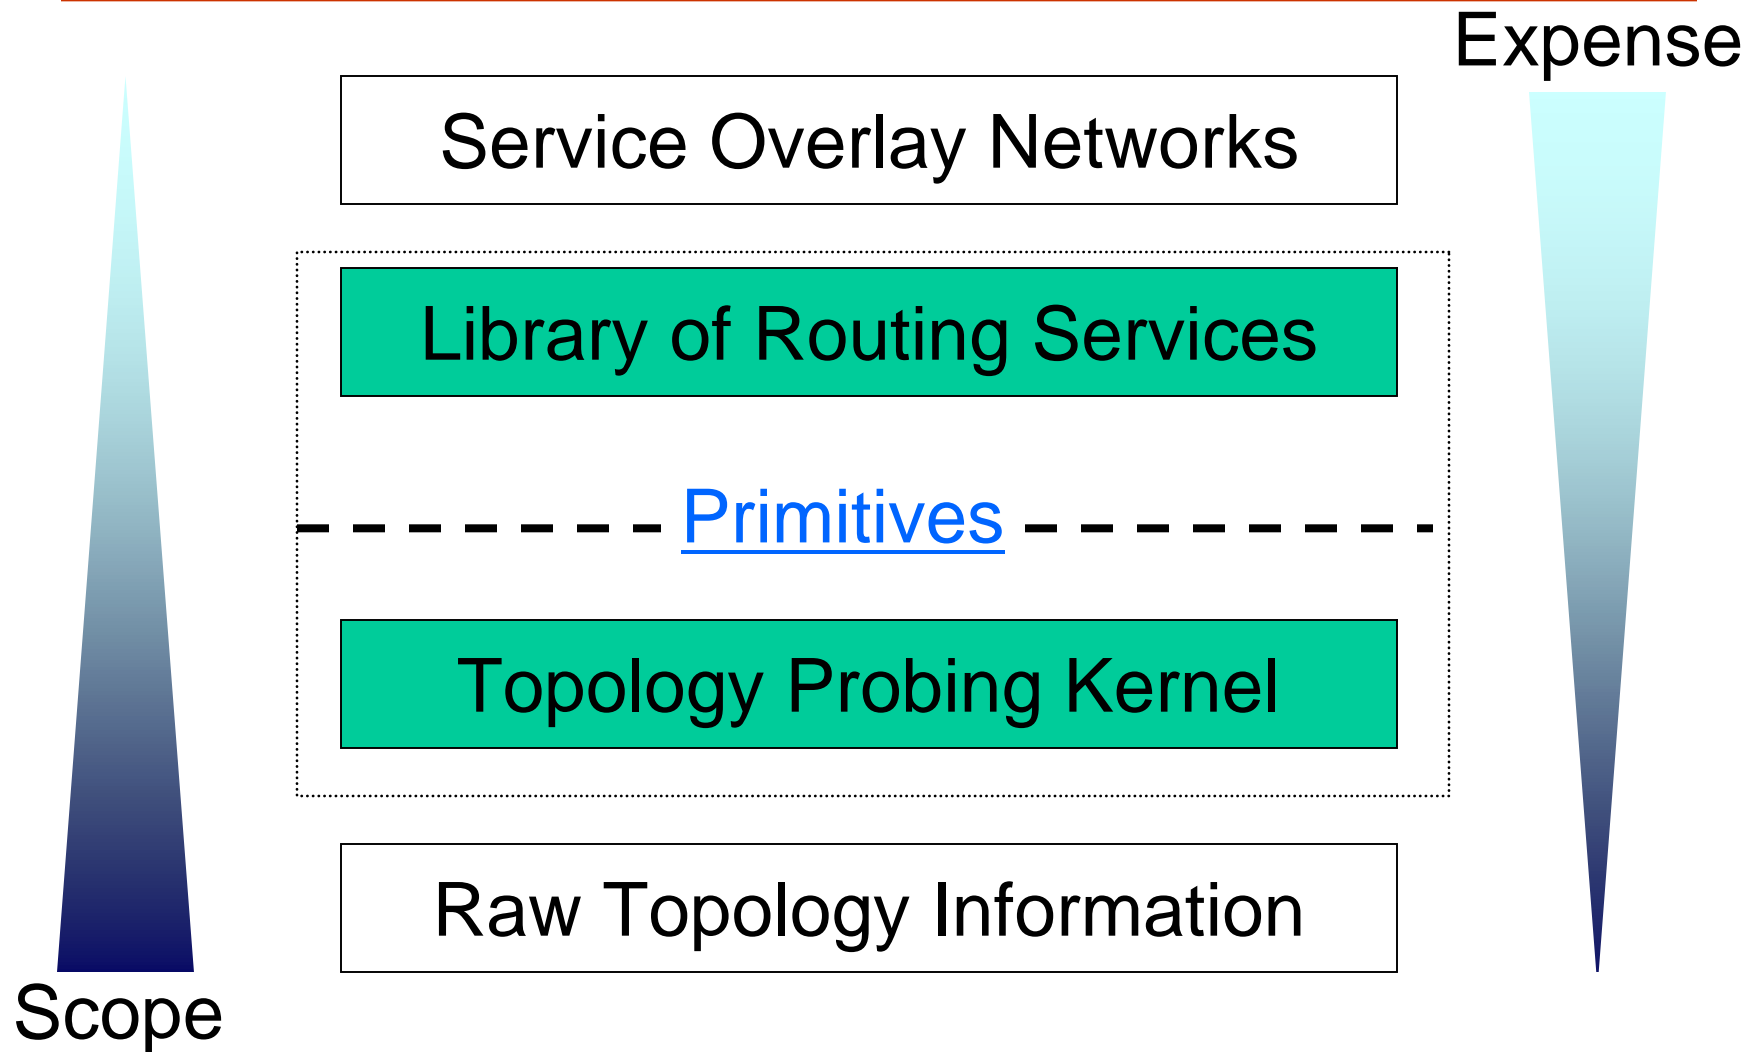 Expense
Service Overlay Networks
Library of Routing Services
Primitives
Topology Probing Kernel
Raw Topology Information
Scope